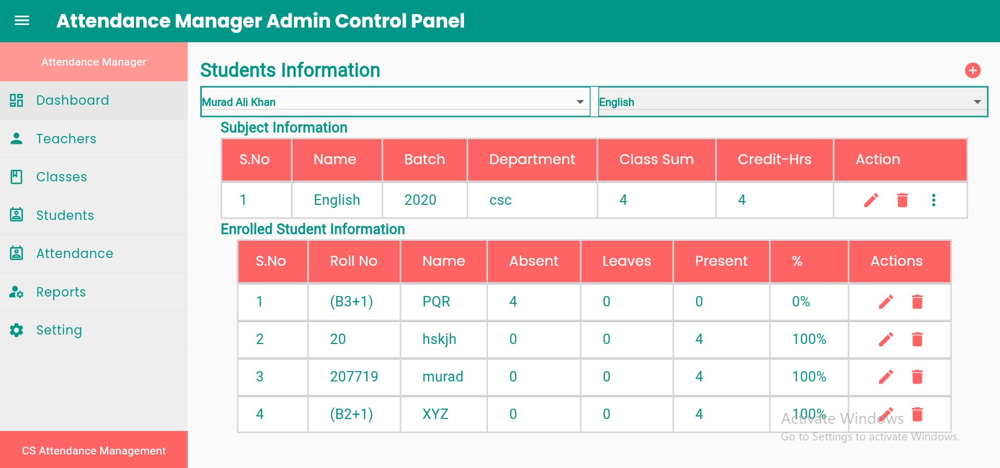 Attendance Manager Admin Control Panel
Attendance Manager
Dashboard
Teachers
Classes
Students
Attendance
Reports
Setting
CS Attendance Management
Students Information
Murad Ali Khan English
Subject Information
S.No Name Batch Department Class Sum Credit-Hrs Action
1 English 2020 csc 4 4
Enrolled Student Information
S.No Roll No Name Absent Leaves Present % Actions
1 (B3+1) PQR 4 0 0 0%
2 20 hskjh 0 0 4 100%
3 207719 murad 0 0 4 100%
4 (B2+1) XYZ 0 0 4 100%
Activate Windows
Go to Settings to activate Windows.